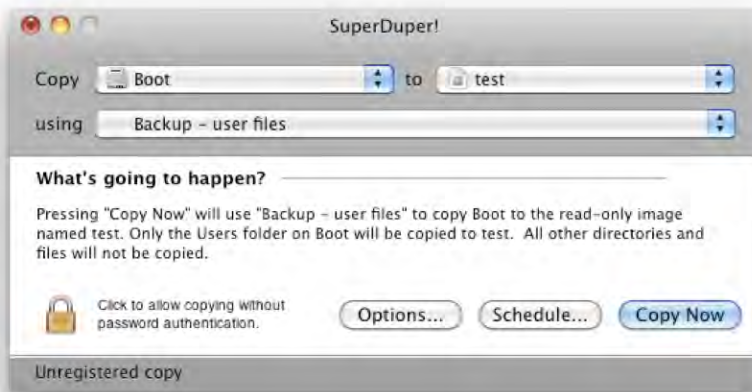 SuperDuper!
Copy Boot to test
using Backup – user files
What's going to happen?
Pressing "Copy Now" will use "Backup – user files" to copy Boot to the read-only image
named test. Only the Users folder on Boot will be copied to test. All other directories and
files will not be copied.
Click to allow copying without
password authentication.
Options... Schedule... Copy Now
Unregistered copy